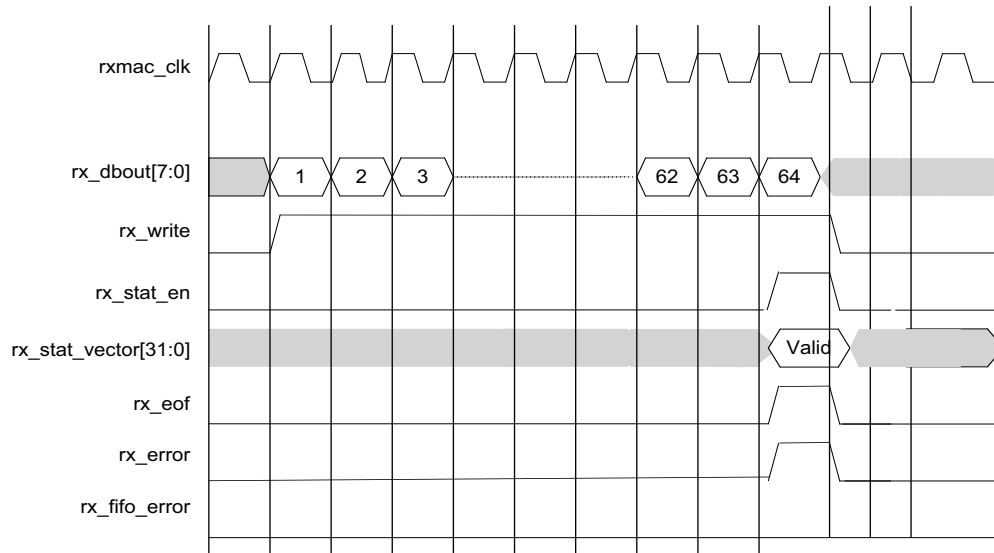 rxmac_clk
rx_dbout[7:0] 1 2 3 62 63 64
rx_write
rx_stat_en
rx_stat_vector[31:0] Valid
rx_eof
rx_error
rx_fifo_error